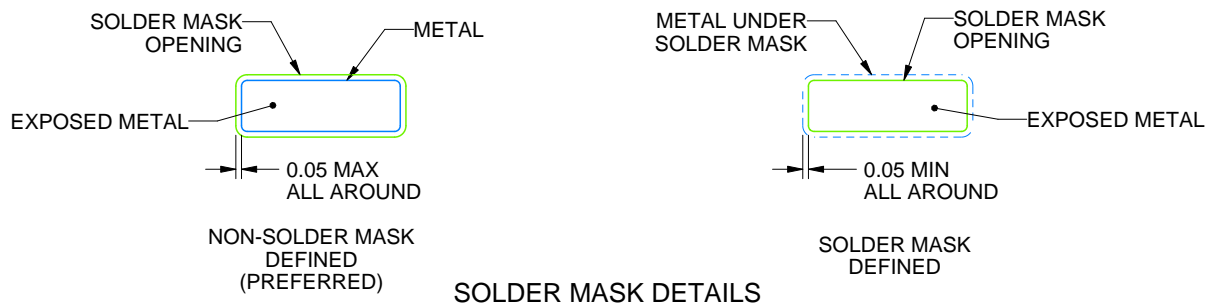 SOLDER MASK
OPENING
METAL
EXPOSED METAL
0.05 MAX
ALL AROUND
NON-SOLDER MASK
DEFINED
(PREFERRED)
METAL UNDER
SOLDER MASK
SOLDER MASK
OPENING
EXPOSED METAL
0.05 MIN
ALL AROUND
SOLDER MASK
DEFINED
SOLDER MASK DETAILS